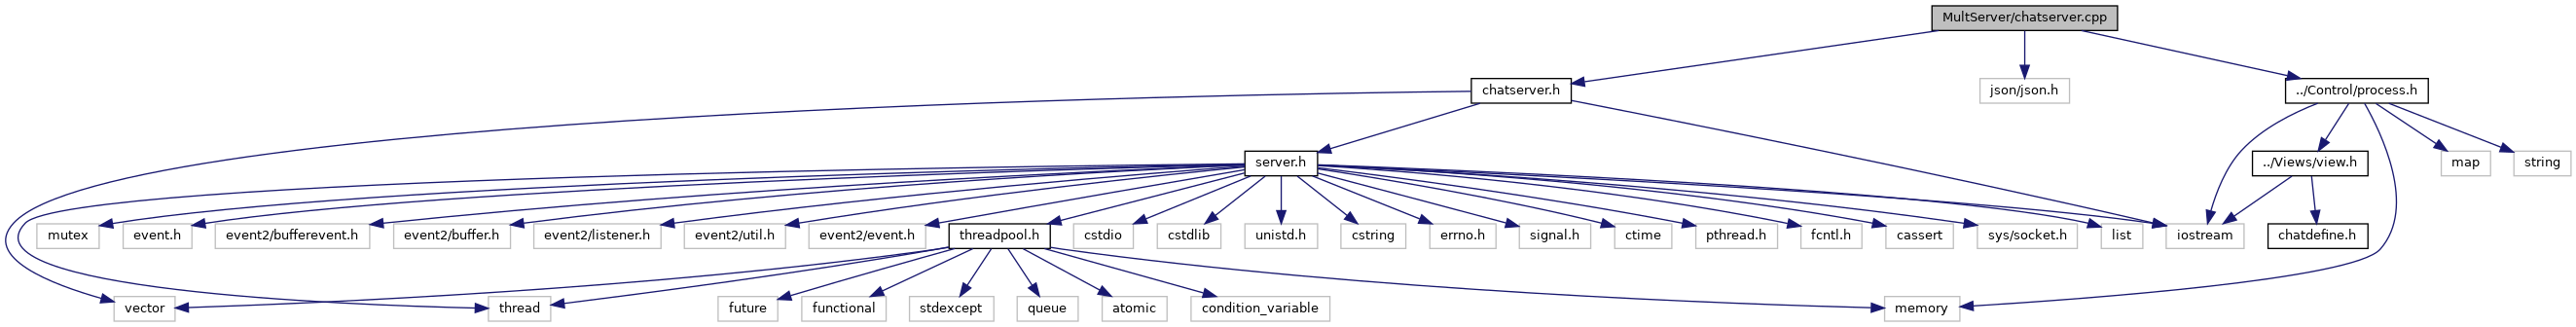 MultServer/chatserver.cpp
chatserver.h
json/json.h
../Control/process.h
server.h
../Views/view.h
map
string
mutex
event.h
event2/bufferevent.h
event2/buffer.h
event2/listener.h
event2/util.h
event2/event.h
threadpool.h
cstdio
cstdlib
unistd.h
cstring
errno.h
signal.h
ctime
pthread.h
fcntl.h
cassert
sys/socket.h
list
iostream
chatdefine.h
vector
thread
future
functional
stdexcept
queue
atomic
condition_variable
memory